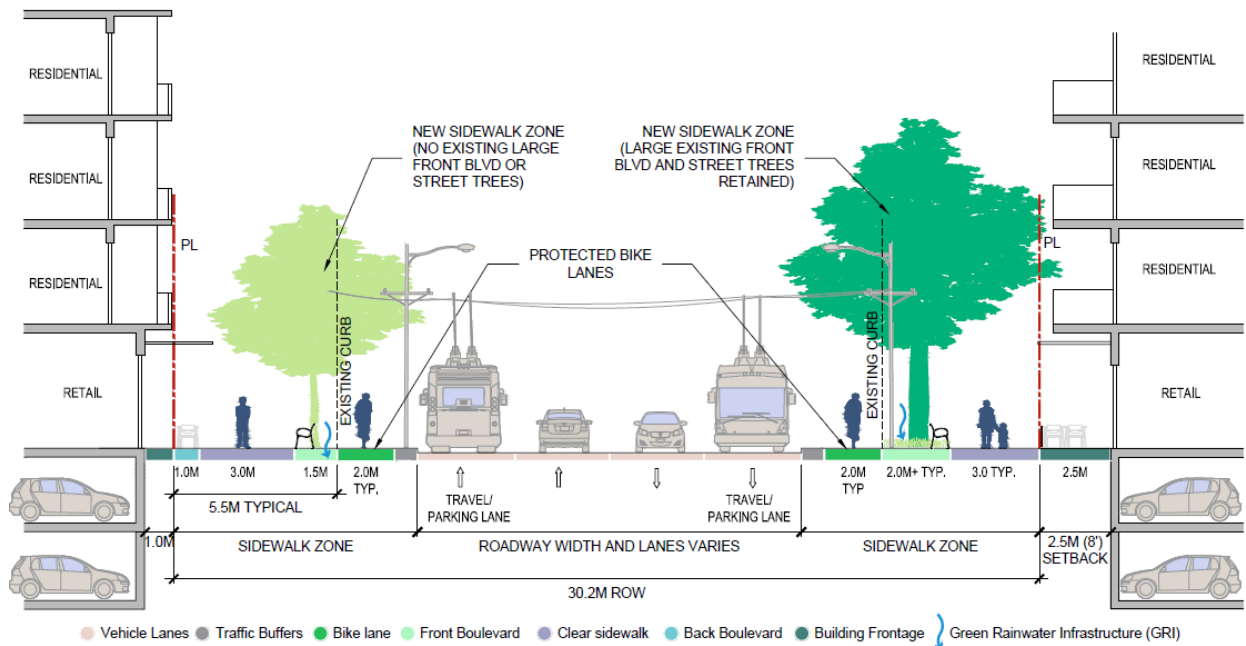 RESIDENTIAL
RESIDENTIAL
RESIDENTIAL
RETAIL
PL
NEW SIDEWALK ZONE
(NO EXISTING LARGE
FRONT BLVD OR
STREET TREES)
NEW SIDEWALK ZONE
(LARGE EXISTING FRONT
BLVD AND STREET TREES
RETAINED)
PROTECTED BIKE
LANES
EXISTING CURB
EXISTING CURB
PL
RESIDENTIAL
RESIDENTIAL
RESIDENTIAL
RETAIL
1.0M
3.0M
1.5M
2.0M
TYP.
5.5M TYPICAL
TRAVEL/
PARKING LANE
TRAVEL/
PARKING LANE
2.0M
TYP
2.0M+ TYP.
3.0 TYP.
2.5M
1.0M
SIDEWALK ZONE
ROADWAY WIDTH AND LANES VARIES
SIDEWALK ZONE
2.5M (8')
SETBACK
30.2M ROW
Vehicle Lanes
Traffic Buffers
Bike lane
Front Boulevard
Clear sidewalk
Back Boulevard
Building Frontage
Green Rainwater Infrastructure (GRI)